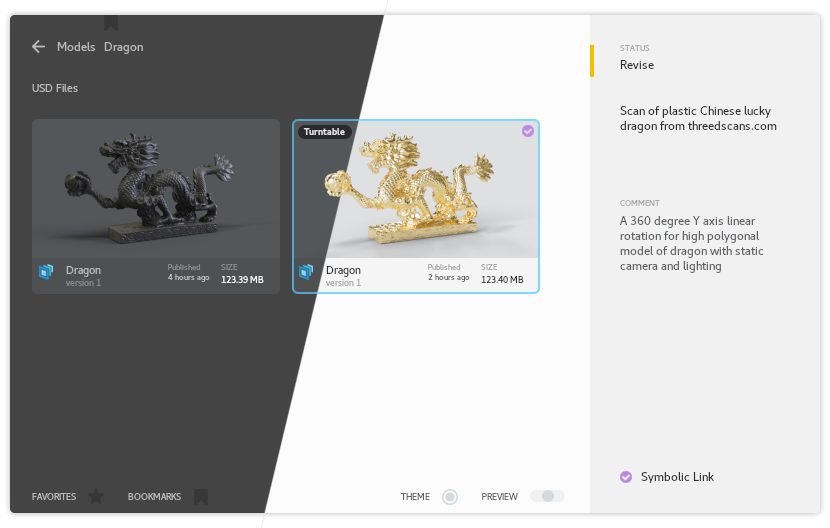 Models Dragon
USD Files
Dragon
version 1
Published
4 hours ago
SIZE
123.39 MB
Turntable
Dragon
version 1
Published
2 hours ago
SIZE
123.40 MB
FAVORITES
BOOKMARKS
THEME
PREVIEW
STATUS
Revise
Scan of plastic Chinese lucky
dragon from threedscans.com
COMMENT
A 360 degree Y axis linear
rotation for high polygonal
model of dragon with static
camera and lighting
Symbolic Link